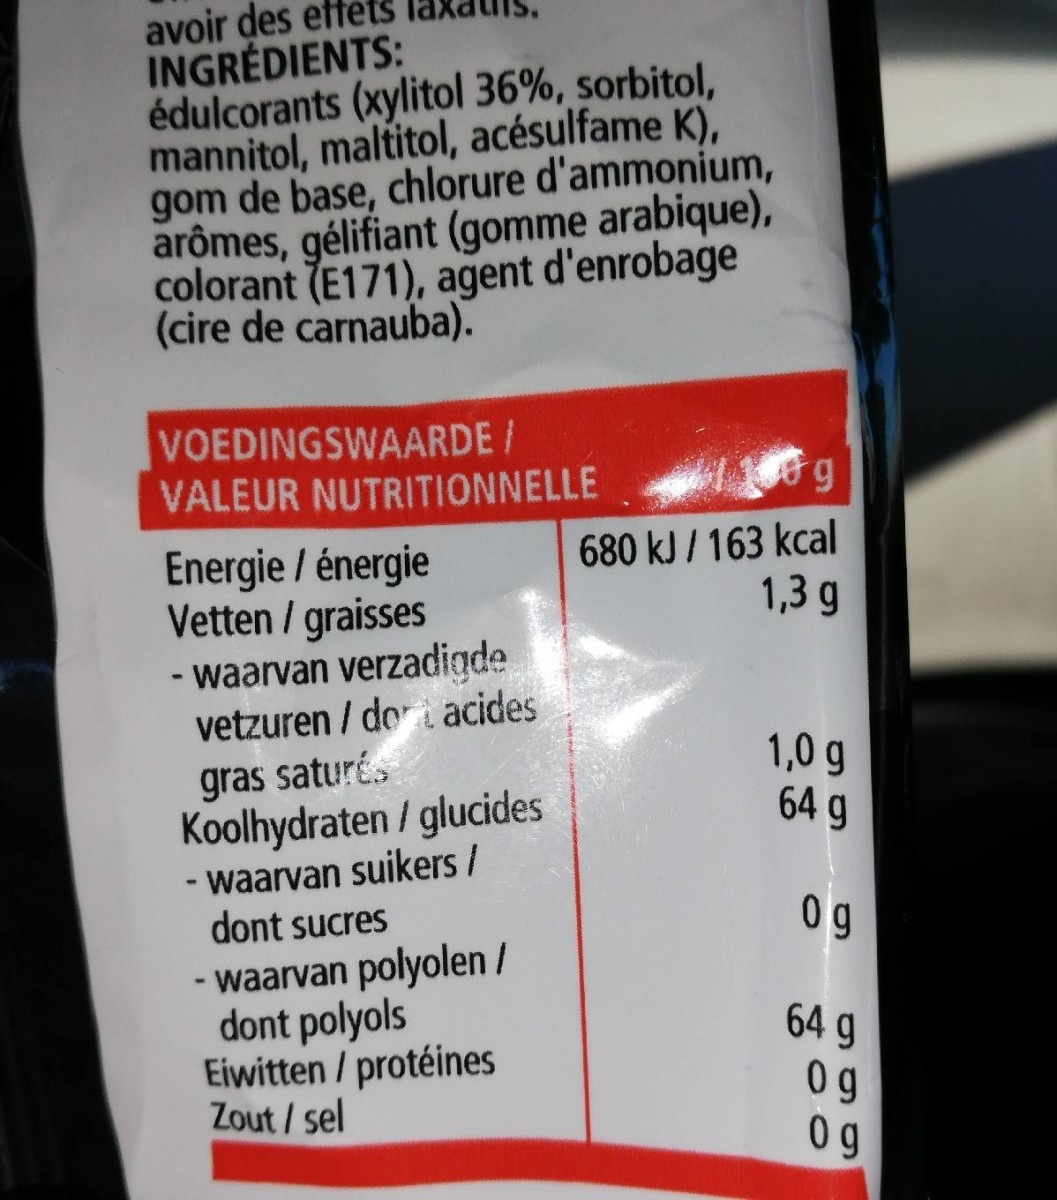 avoir des effets laxatifs.
INGRÉDIENTS:
édulcorants (xylitol 36%, sorbitol,
mannitol, maltitol, acésulfame K),
gom de base, chlorure d'ammonium,
arômes, gélifiant (gomme arabique),
colorant (E171), agent d'enrobage
(cire de carnauba).
VOEDINGSWAARDE /
VALEUR NUTRITIONNELLE g
Energie / énergie 680 kJ / 163 kcal
Vetten / graisses 1,3 g
- waarvan verzadigde
vetzuren / dont acides
gras saturés 1,0 g
Koolhydraten / glucides 64 g
- waarvan suikers /
dont sucres 0 g
- waarvan polyolen /
dont polyols 64 g
Eiwitten / protéines 0 g
Zout / sel 0 g